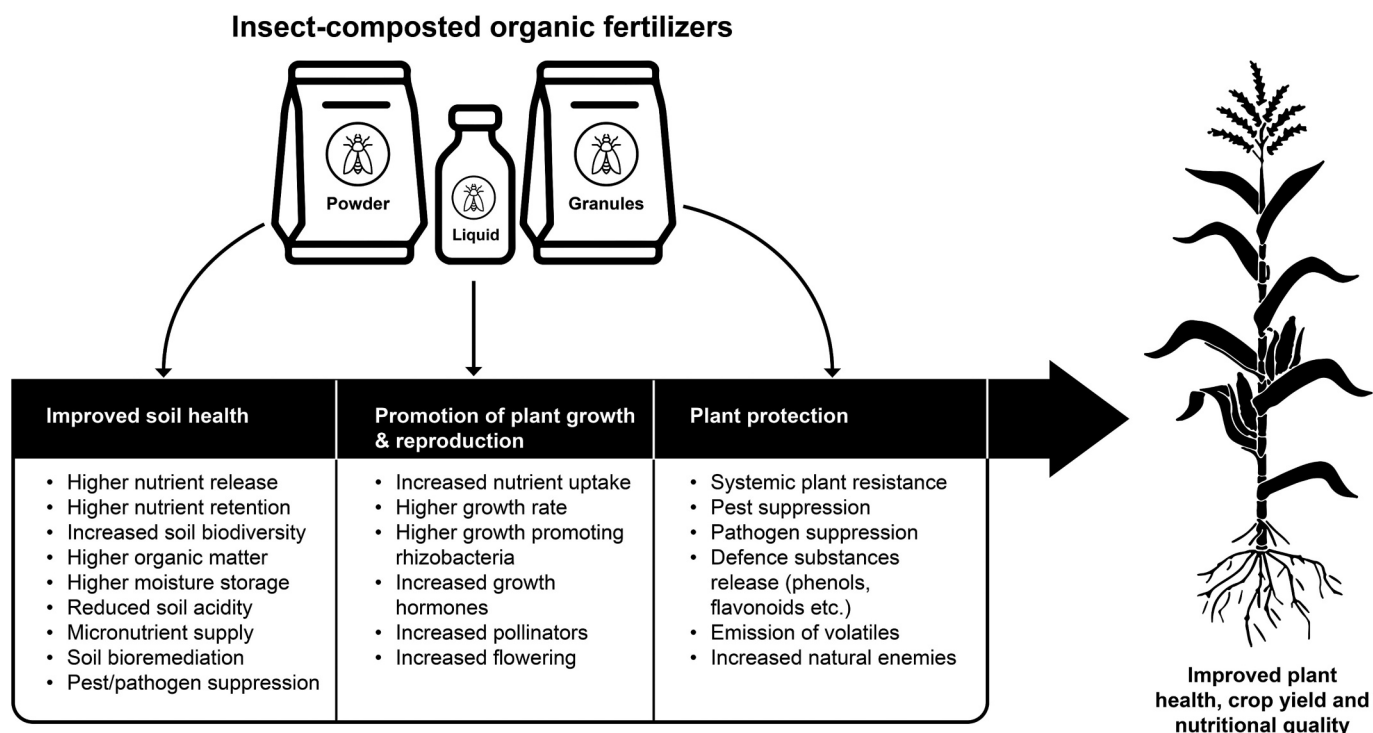 Insect-composted organic fertilizers
Powder
Liquid
Granules
Improved soil health
• Higher nutrient release
• Higher nutrient retention
• Increased soil biodiversity
• Higher organic matter
• Higher moisture storage
• Reduced soil acidity
• Micronutrient supply
• Soil bioremediation
• Pest/pathogen suppression
Promotion of plant growth
& reproduction
• Increased nutrient uptake
• Higher growth rate
• Higher growth promoting
rhizobacteria
• Increased growth
hormones
• Increased pollinators
• Increased flowering
Plant protection
• Systemic plant resistance
• Pest suppression
• Pathogen suppression
• Defence substances
release (phenols,
flavonoids etc.)
• Emission of volatiles
• Increased natural enemies
Improved plant
health, crop yield and
nutritional quality